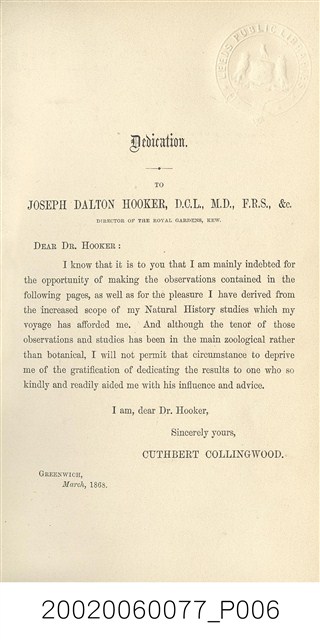 LEEDS PUBLIC LIBRARIES
Dedication.
TO
JOSEPH DALTON HOOKER, D.C.L., M.D., F.R.S., &c.
DIRECTOR OF THE ROYAL GARDENS, KEW.
DEAR DR. HOOKER:
I know that it is to you that I am mainly indebted for
the opportunity of making the observations contained in the
following pages, as well as for the pleasure I have derived from
the increased scope of my Natural History studies which my
voyage has afforded me. And although the tenor of those
observations and studies has been in the main zoological rather
than botanical, I will not permit that circumstance to deprive
me of the gratification of dedicating the results to one who so
kindly and readily aided me with his influence and advice.
I am, dear Dr. Hooker,
Sincerely yours,
CUTHBERT COLLINGWOOD.
GREENWICH,
March, 1868.
20020060077_P006